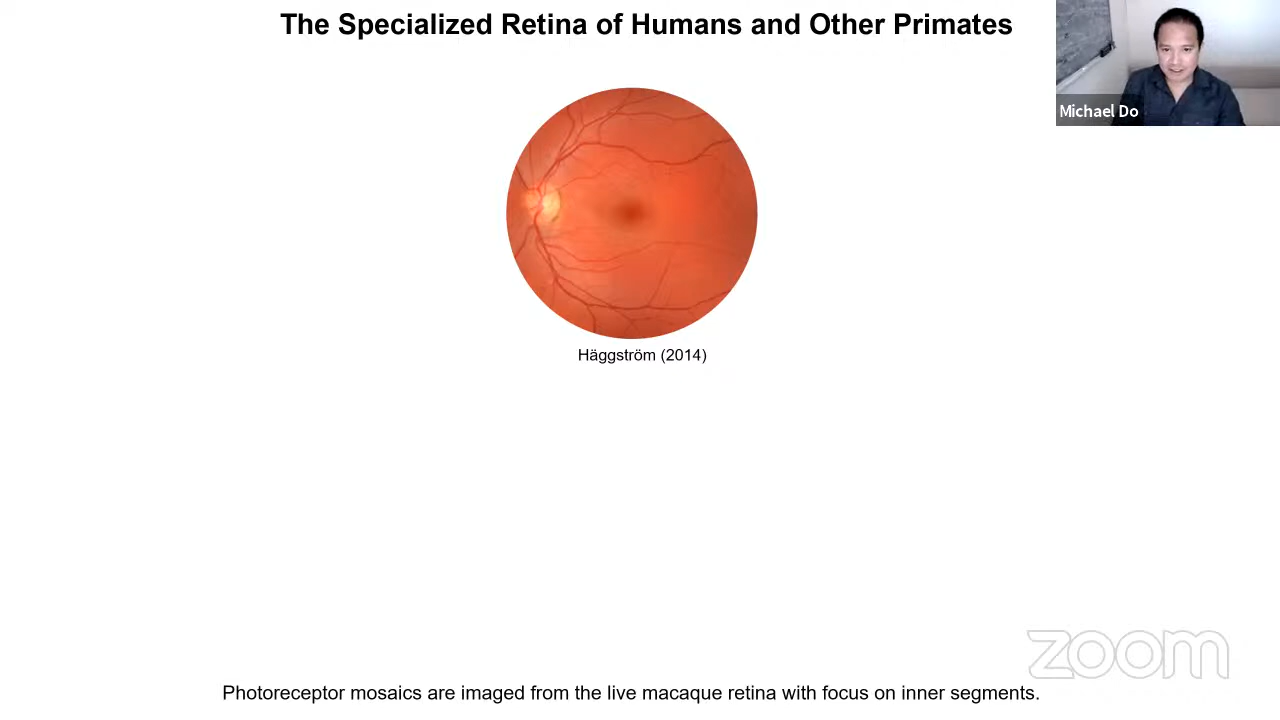 The Specialized Retina of Humans and Other Primates
Michael Do
Häggström (2014)
zoom
Photoreceptor mosaics are imaged from the live macaque retina with focus on inner segments.